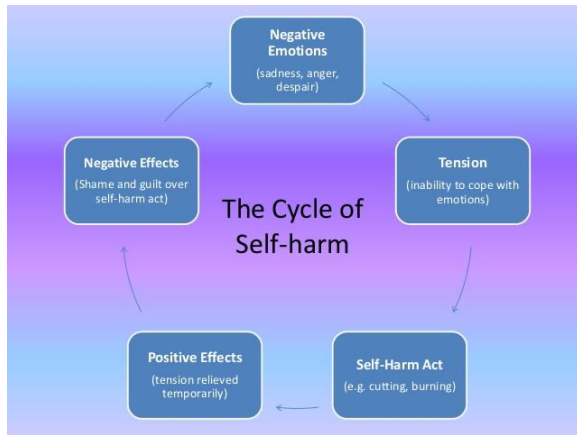 Negative
Emotions
(sadness, anger,
despair)
Tension
(inability to cope with
emotions)
Self-Harm Act
(e.g. cutting, burning)
Positive Effects
(tension relieved
temporarily)
Negative Effects
(Shame and guilt over
self-harm act)
The Cycle of
Self-harm